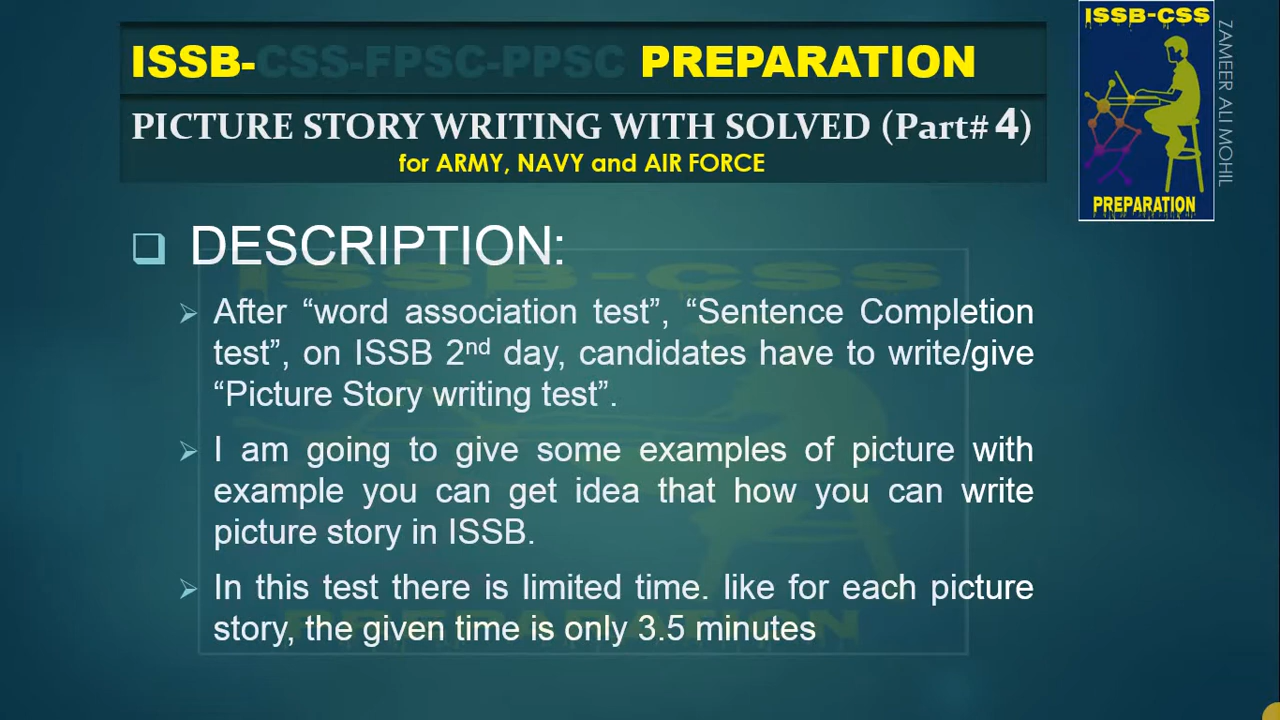 ISSB-CSS-FPSC-PPSC PREPARATION
PICTURE STORY WRITING WITH SOLVED (Part# 4)
for ARMY, NAVY and AIR FORCE
ISSB-CSS
PREPARATION
ZAMEER ALI MOHIL
DESCRIPTION:
After “word association test”, “Sentence Completion
test”, on ISSB 2nd day, candidates have to write/give
“Picture Story writing test”.
I am going to give some examples of picture with
example you can get idea that how you can write
picture story in ISSB.
In this test there is limited time. like for each picture
story, the given time is only 3.5 minutes
ISSB-CSS
PREPARATION